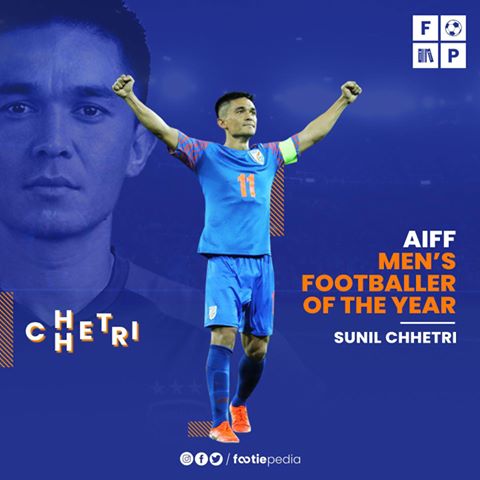 F
P
11
AIFF
MEN'S
FOOTBALLER
OF THE YEAR
SUNIL CHHETRI
CHHETRI
/ footiepedia